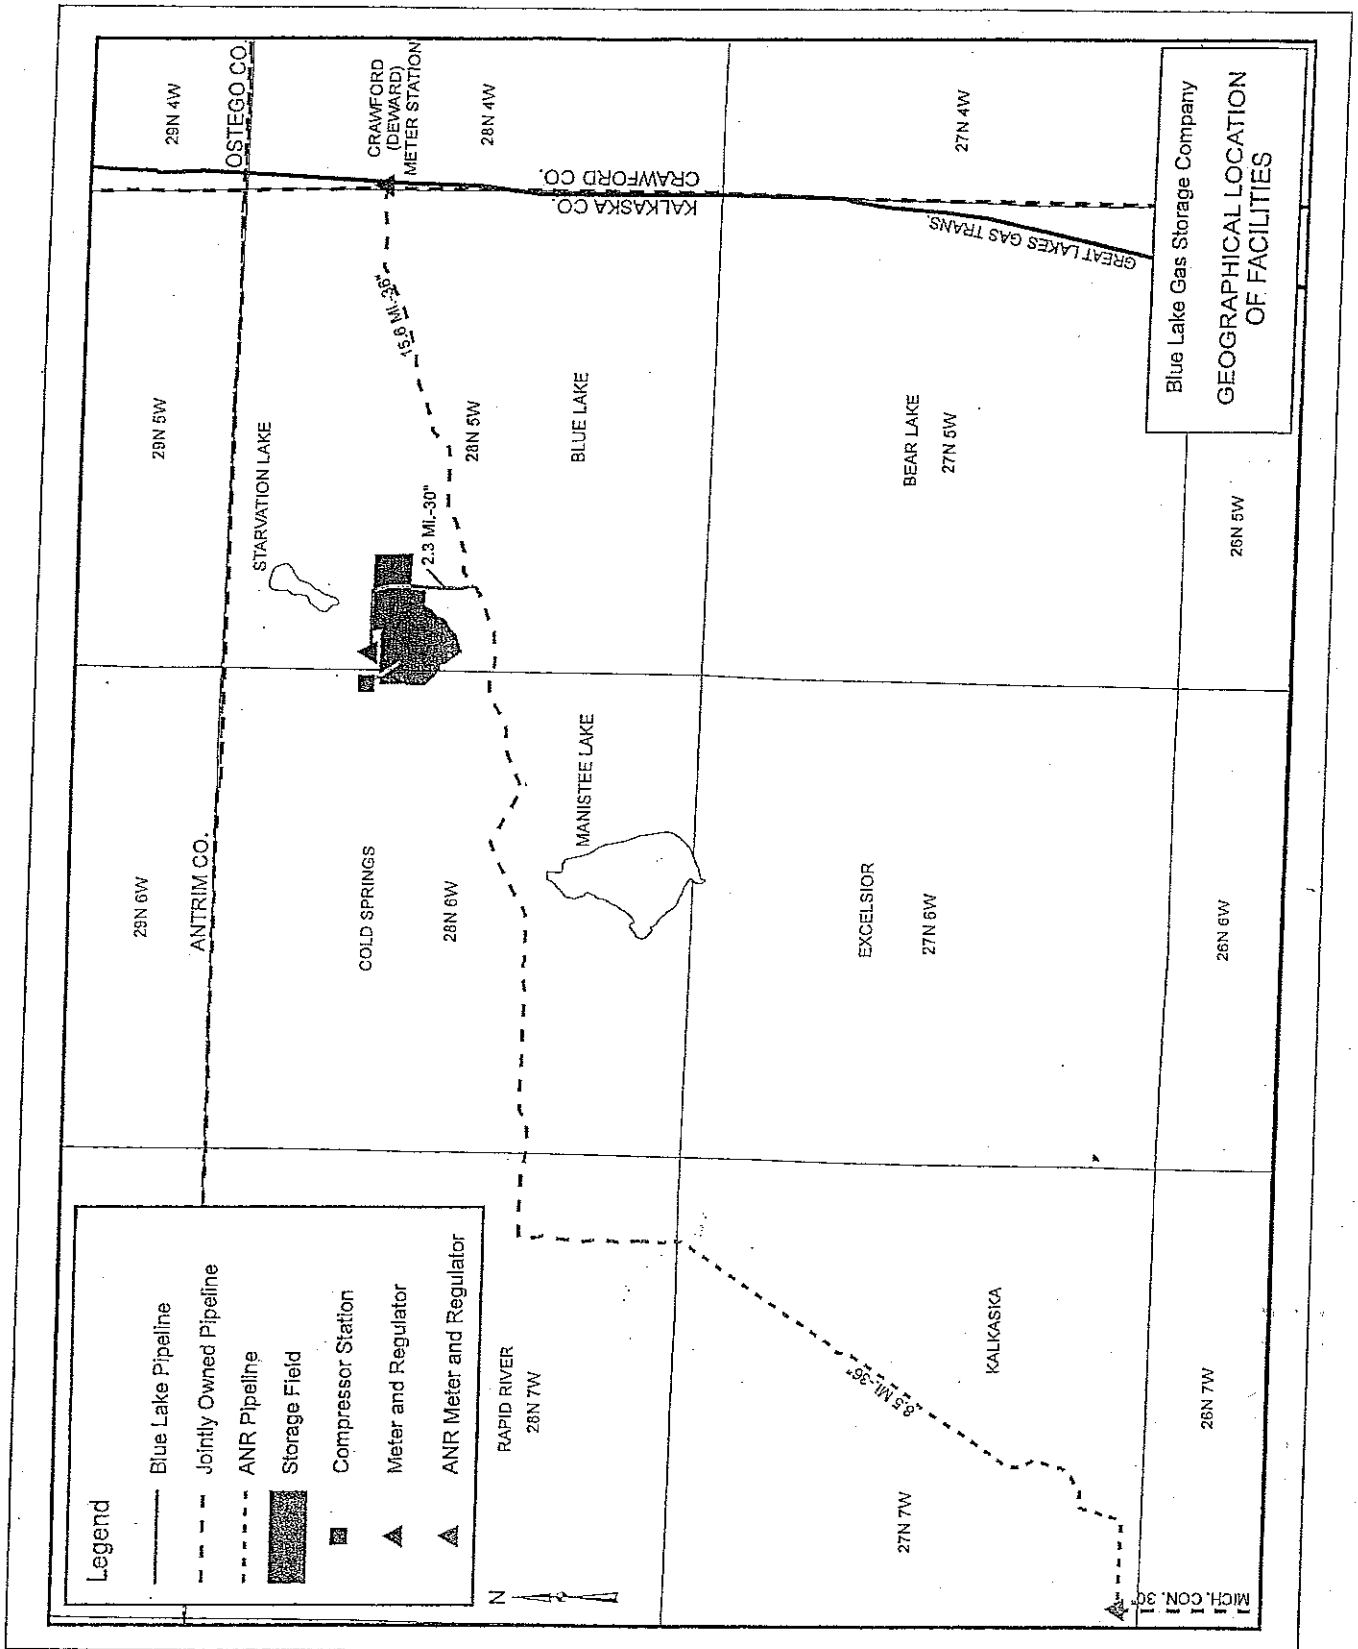 Legend
Blue Lake Pipeline
Jointly Owned Pipeline
ANR Pipeline
Storage Field
Compressor Station
Meter and Regulator
ANR Meter and Regulator
N
29N 6W
29N 5W
29N 4W
ANTRIM CO.
OSTEGO CO.
STARVATION LAKE
CRAWFORD
(DEWARD)
METER STATION
COLD SPRINGS
28N 6W
15.6 MI.-36"
2.3 MI.-30"
28N 5W
28N 4W
RAPID RIVER
28N 7W
MANISTEE LAKE
BLUE LAKE
KALKASKA CO.
CRAWFORD CO.
EXCELSIOR
27N 6W
BEAR LAKE
27N 5W
27N 4W
GREAT LAKES GAS TRANS.
8.5 MI.-36"
27N 7W
KALKASKA
MICH. CON. 30"
26N 7W
26N 6W
26N 5W
Blue Lake Gas Storage Company
GEOGRAPHICAL LOCATION
OF FACILITIES